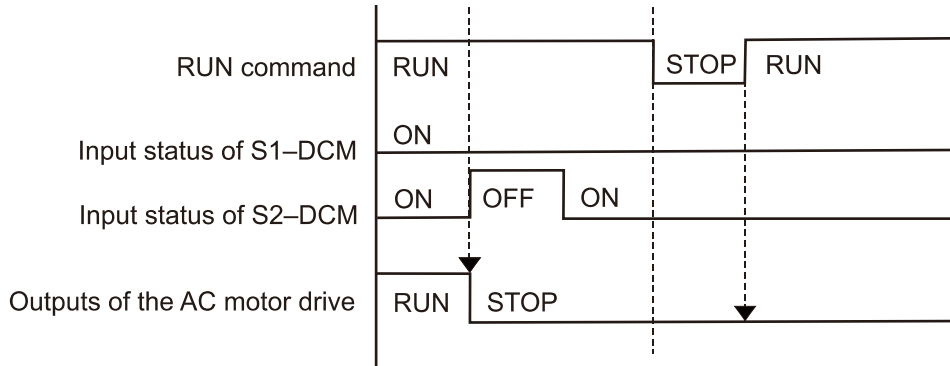 RUN command RUN STOP RUN
ON
Input status of S1–DCM
Input status of S2–DCM ON OFF ON
Outputs of the AC motor drive RUN STOP